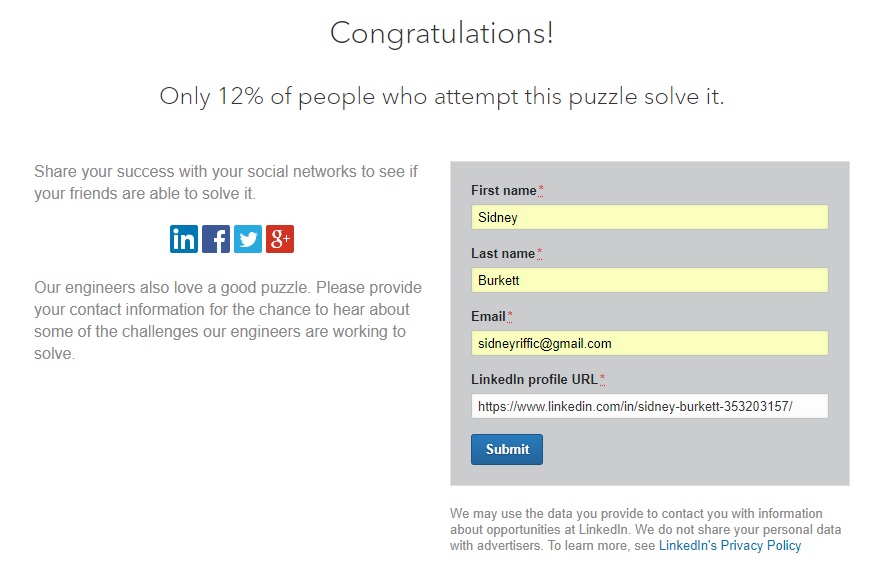 Congratulations!
Only 12% of people who attempt this puzzle solve it.
Share your success with your social networks to see if
your friends are able to solve it.
in f g+
Our engineers also love a good puzzle. Please provide
your contact information for the chance to hear about
some of the challenges our engineers are working to
solve.
First name*
Sidney
Last name*
Burkett
Email*
sidneyriffic@gmail.com
LinkedIn profile URL*
https://www.linkedin.com/in/sidney-burkett-353203157/
Submit
We may use the data you provide to contact you with information
about opportunities at LinkedIn. We do not share your personal data
with advertisers. To learn more, see LinkedIn's Privacy Policy